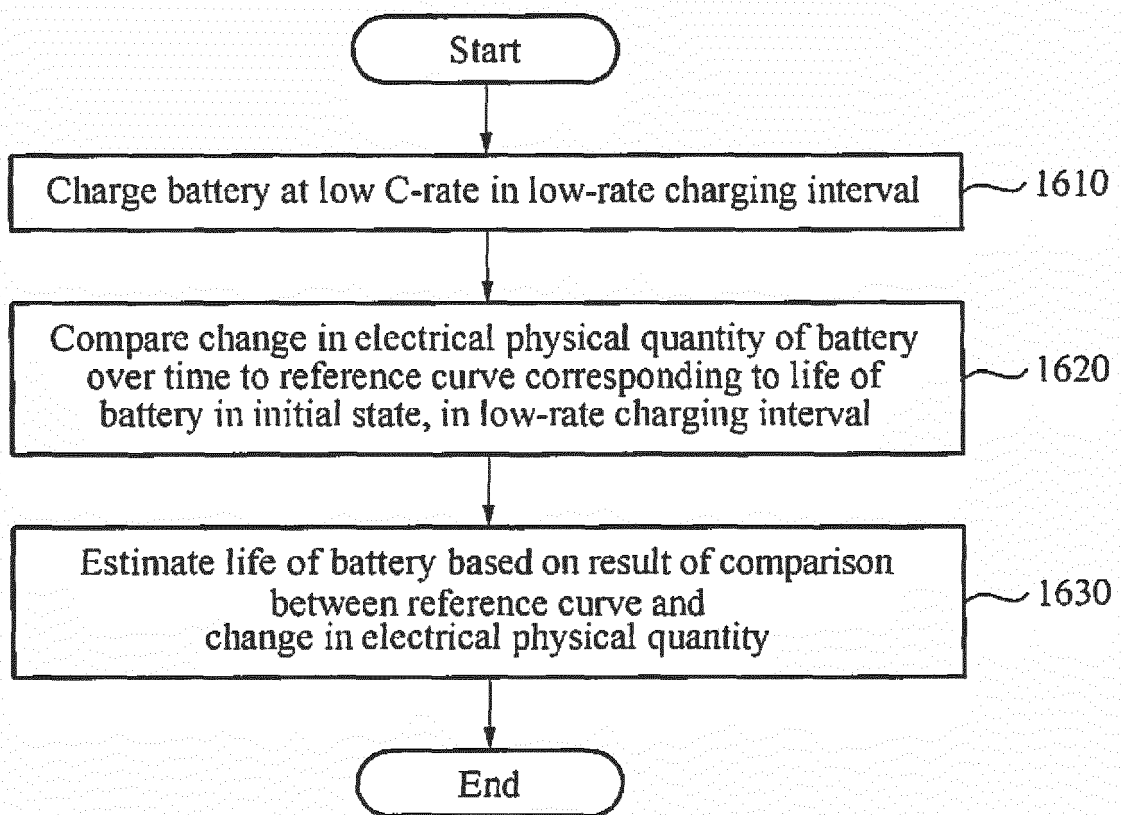 Start
Charge battery at low C-rate in low-rate charging interval
1610
Compare change in electrical physical quantity of battery
over time to reference curve corresponding to life of
battery in initial state, in low-rate charging interval
1620
Estimate life of battery based on result of comparison
between reference curve and
change in electrical physical quantity
1630
End